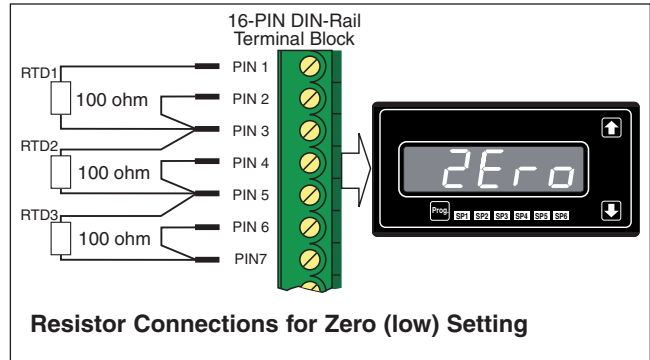 16-PIN DIN-Rail
Terminal Block
RTD1
100 ohm
PIN 1
PIN 2
PIN 3
RTD2
100 ohm
PIN 4
PIN 5
RTD3
100 ohm
PIN 6
PIN7
ZEro
Prog.
SP1 SP2 SP3 SP4 SP5 SP6
Resistor Connections for Zero (low) Setting